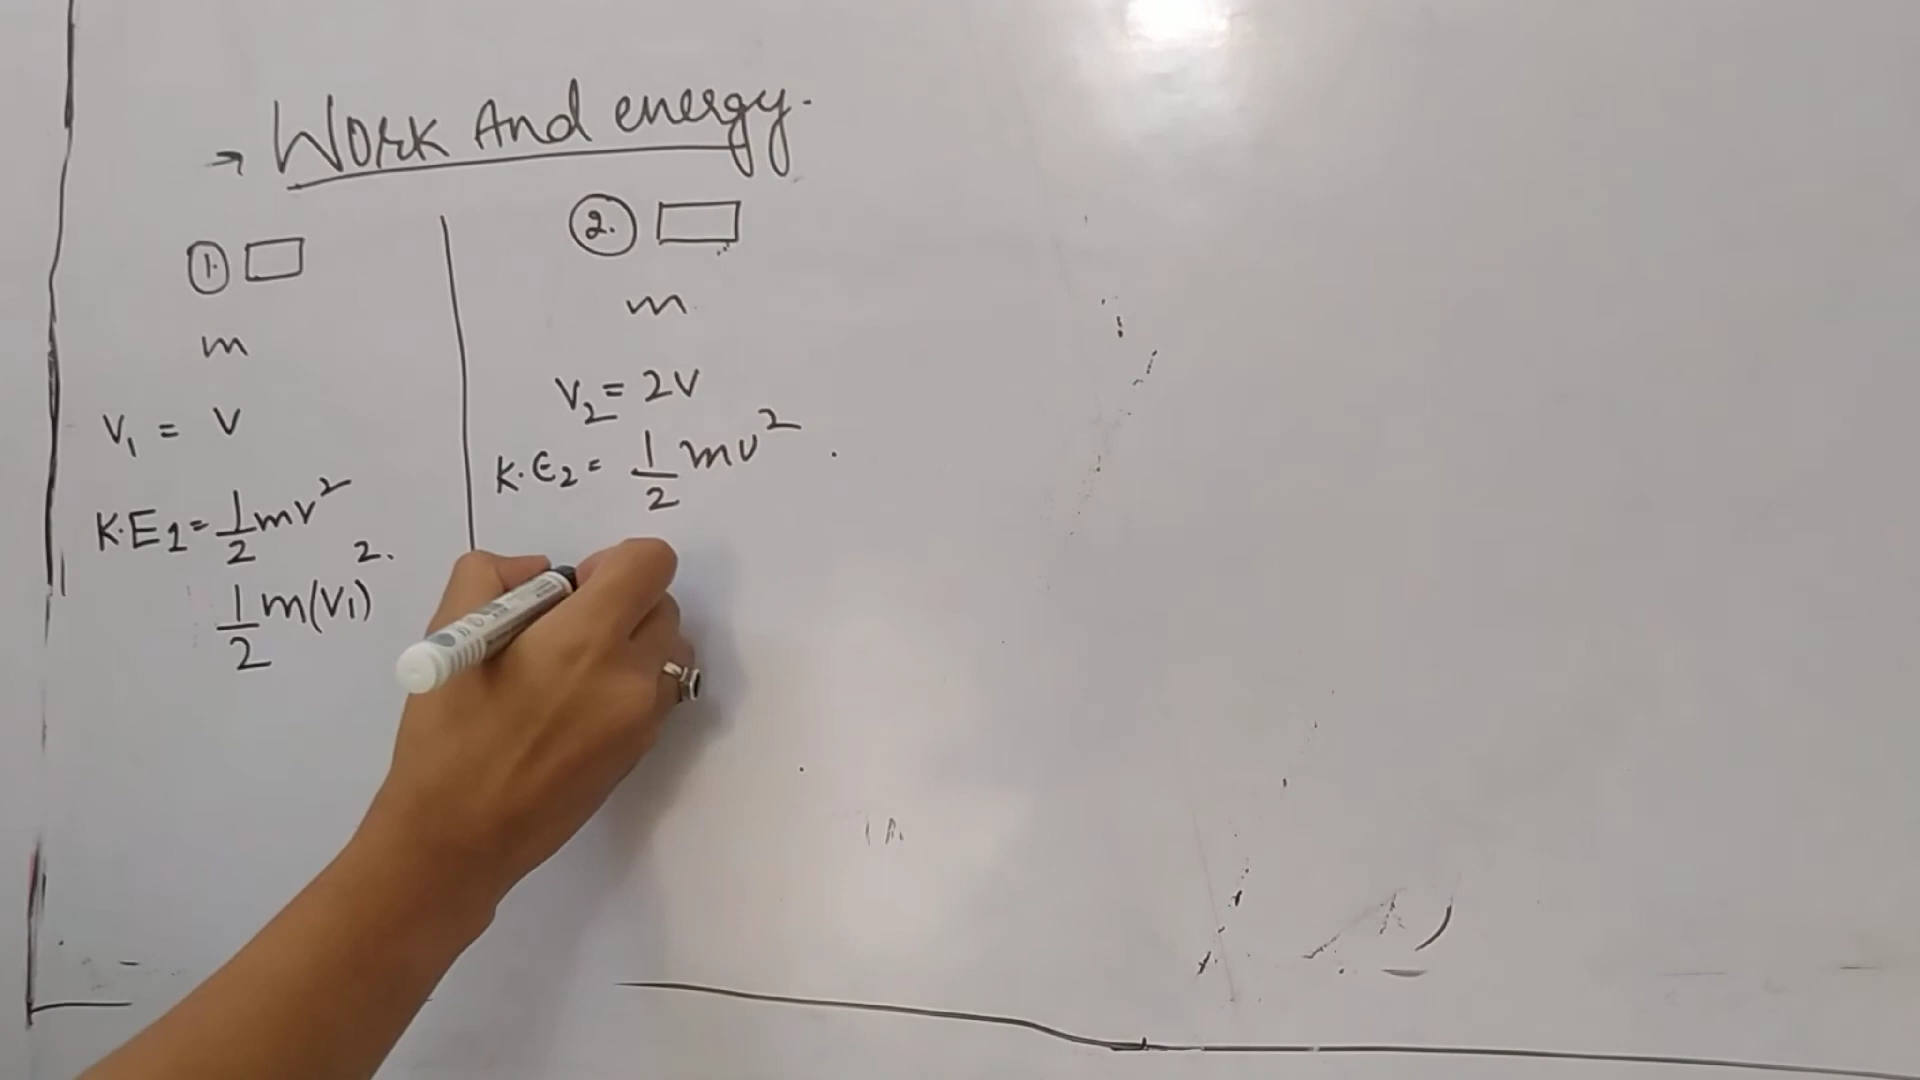 → Work And energy.
1.
m
V₁ = V
K.E₁ = 1/2 mv²
1/2 m(V₁)².
2.
m
V₂ = 2V
K.E₂ = 1/2 mv².